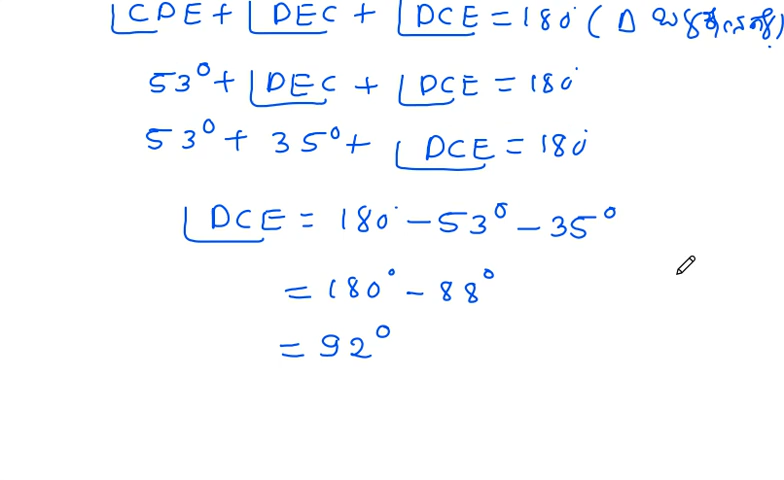 ∠CDE + ∠DEC + ∠DCE = 180° (Δ
53° + ∠DEC + ∠DCE = 180°
53° + 35° + ∠DCE = 180°
∠DCE = 180° - 53° - 35°
= 180° - 88°
= 92°